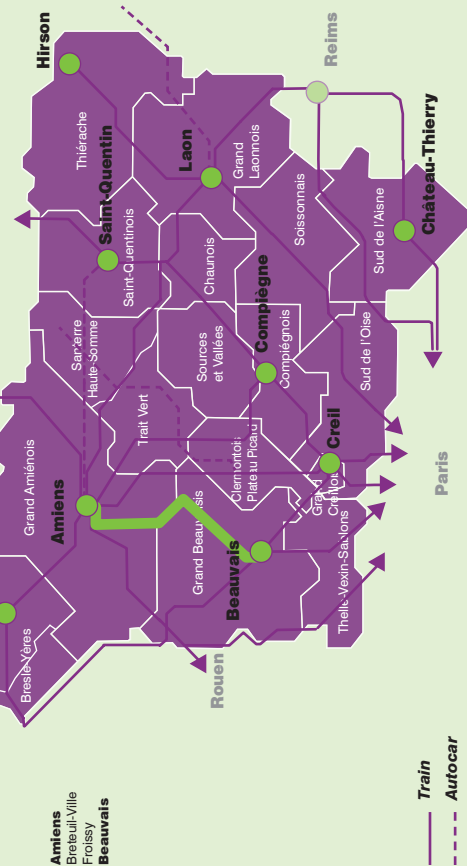 Hirson
Thiérache
Reims
Saint-Quentin
Laon
Grand
Laonnois
Château-Thierry
Saint-Quentinois
Soissonnais
Sud de l'Aisne
Chaunois
Santerre
Haute-Somme
Sources
et Vallées
Compiègne
Compiégnois
Sud de l'Oise
Trait Vert
Grand Amiénois
Clermontois
Plateau Picard
Creil
Grand
Creillois
Amiens
Paris
Grand Beauvaisis
Beauvais
Thelle-Vexin-Sablons
Bresle-Yères
Rouen
Amiens
Breteuil-Ville
Froissy
Beauvais
Train
Autocar